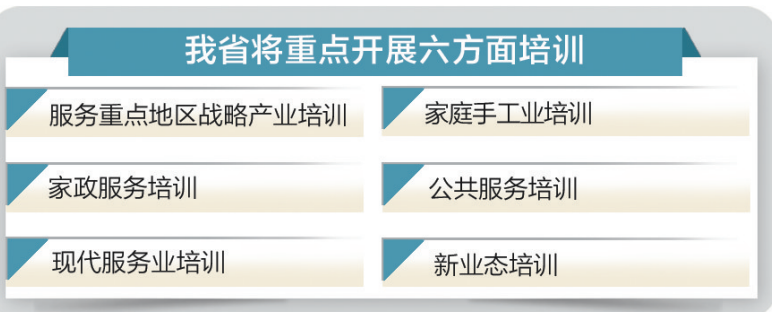 我省将重点开展六方面培训
服务重点地区战略产业培训
家庭手工业培训
家政服务培训
公共服务培训
现代服务业培训
新业态培训